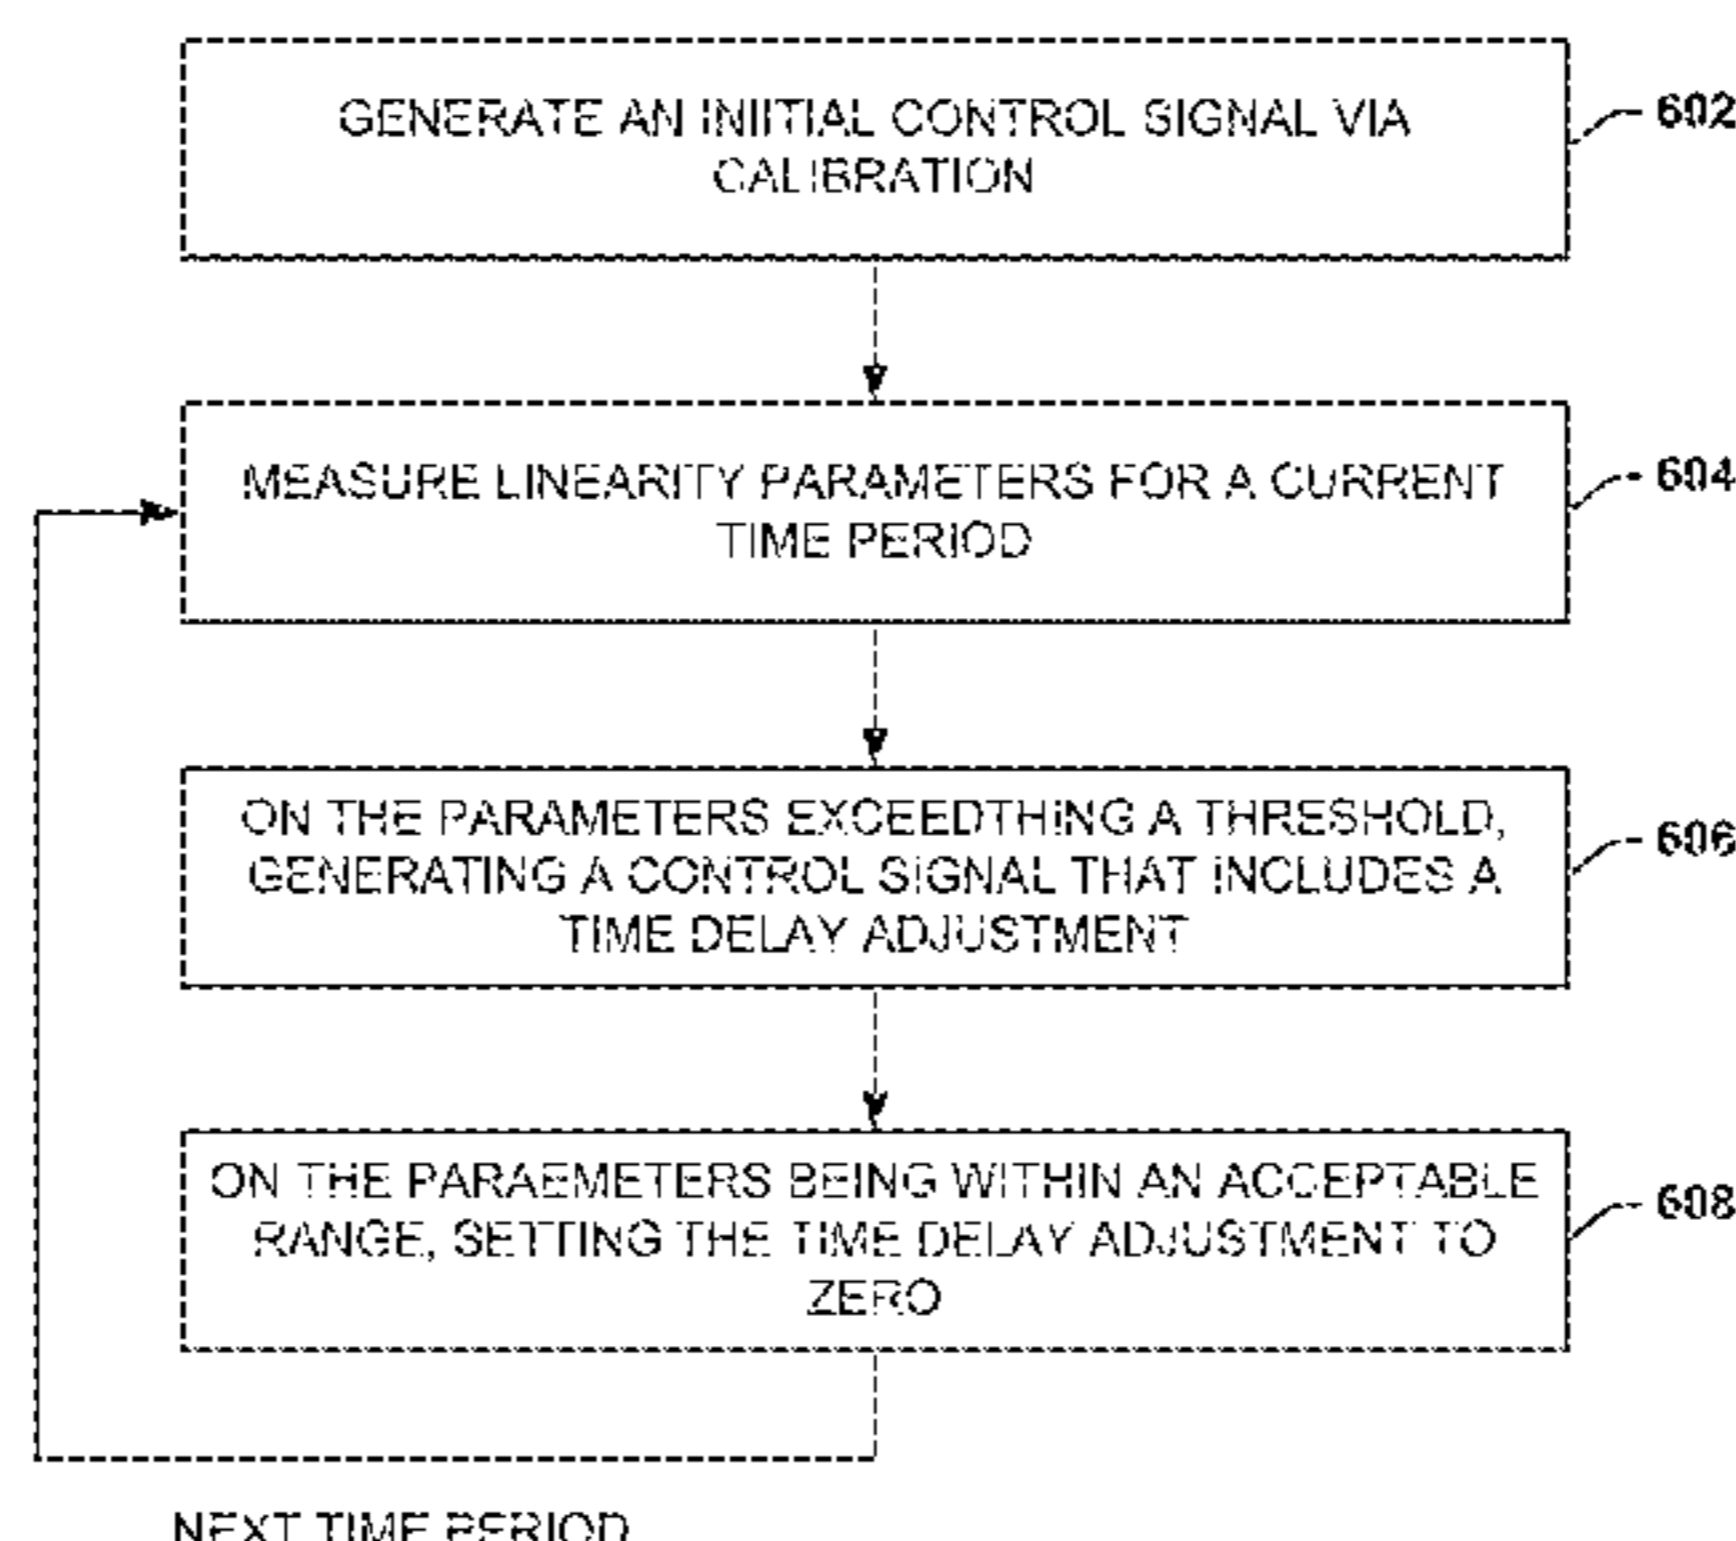 GENERATE AN INIITIAL CONTROL SIGNAL VIA
CALIBRATION
602
MEASURE LINEARITY PARAMETERS FOR A CURRENT
TIME PERIOD
604
ON THE PARAMETERS EXCEEDTHING A THRESHOLD,
GENERATING A CONTROL SIGNAL THAT INCLUDES A
TIME DELAY ADJUSTMENT
606
ON THE PARAEMETERS BEING WITHIN AN ACCEPTABLE
RANGE, SETTING THE TIME DELAY ADJUSTMENT TO
ZERO
608
NEXT TIME PERIOD